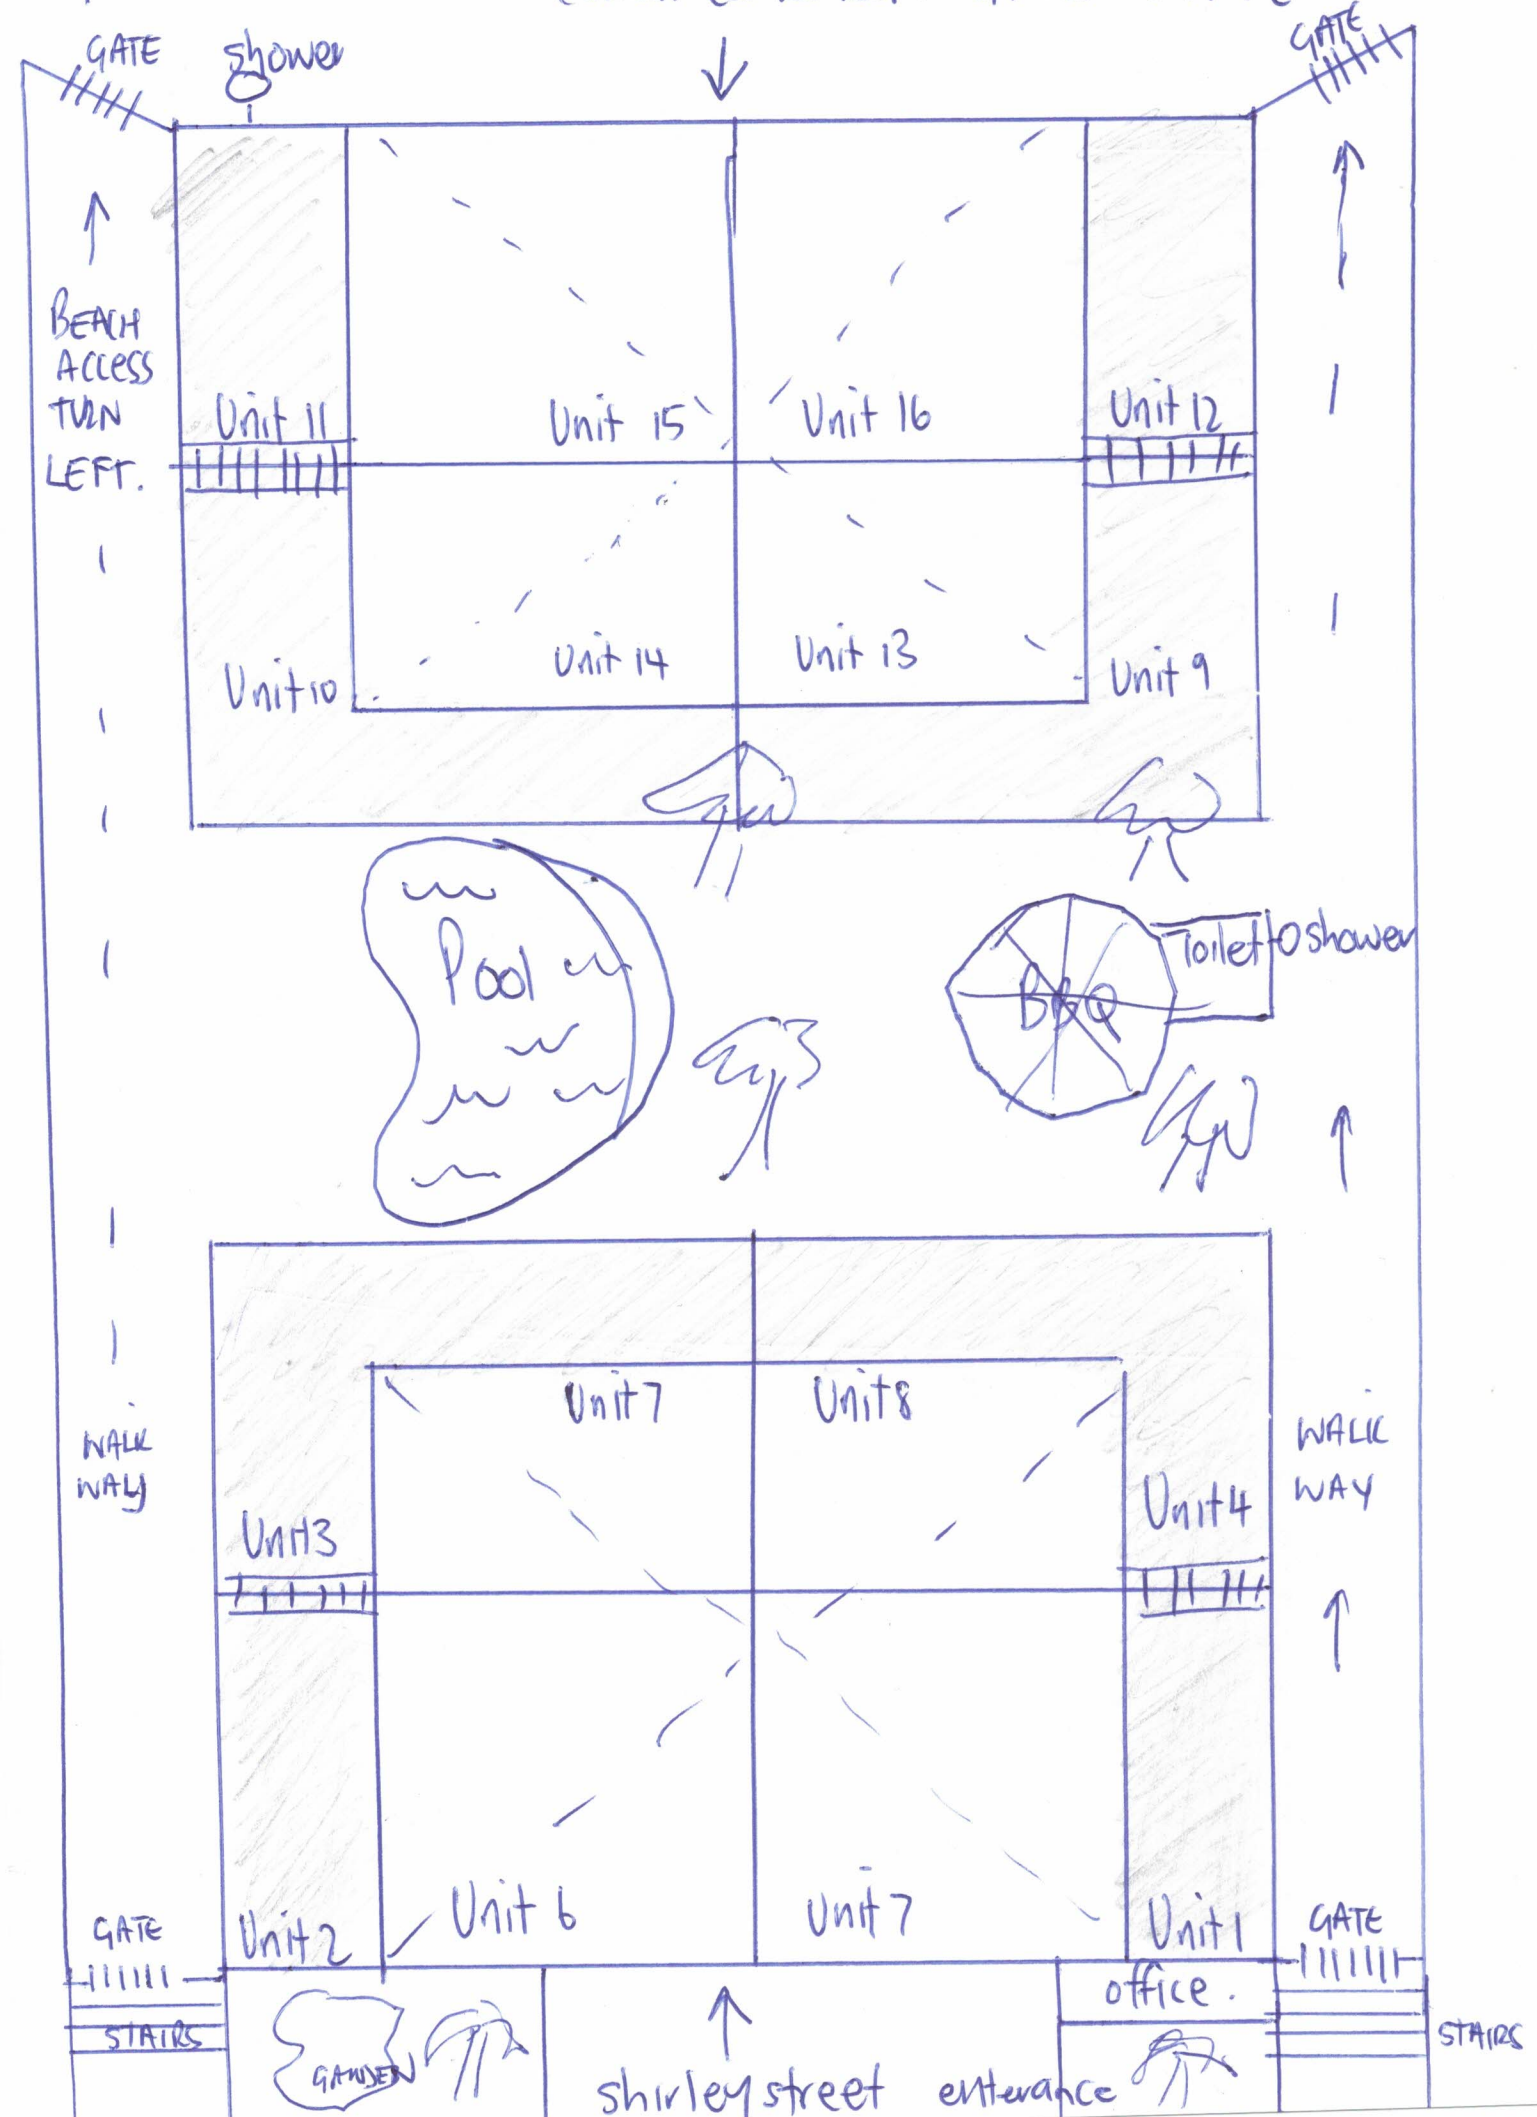 GATE
shower
GATE
BEACH
ACCESS
TURN
LEFT.
Unit 11
Unit 15
Unit 16
Unit 12
Unit 10
Unit 14
Unit 13
Unit 9
Pool
BBQ
Toilet
shower
Unit 7
Unit 8
WALK
WAY
WALK
WAY
Unit 3
Unit 4
GATE
Unit 2
Unit 6
Unit 7
Unit 1
GATE
office.
STAIRS
STAIRS
GARDEN
shirley street enterance